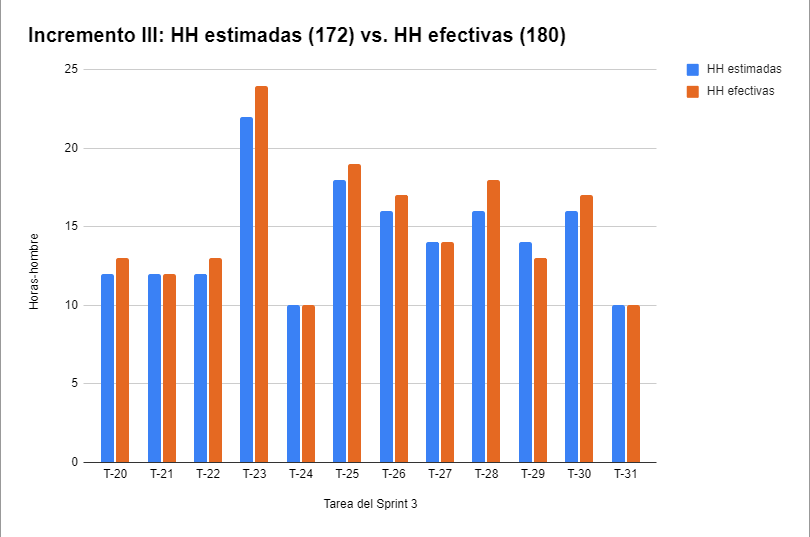 Incremento III: HH estimadas (172) vs. HH efectivas (180)
HH estimadas
HH efectivas
25
20
15
10
5
0
Horas-hombre
T-20 T-21 T-22 T-23 T-24 T-25 T-26 T-27 T-28 T-29 T-30 T-31
Tarea del Sprint 3